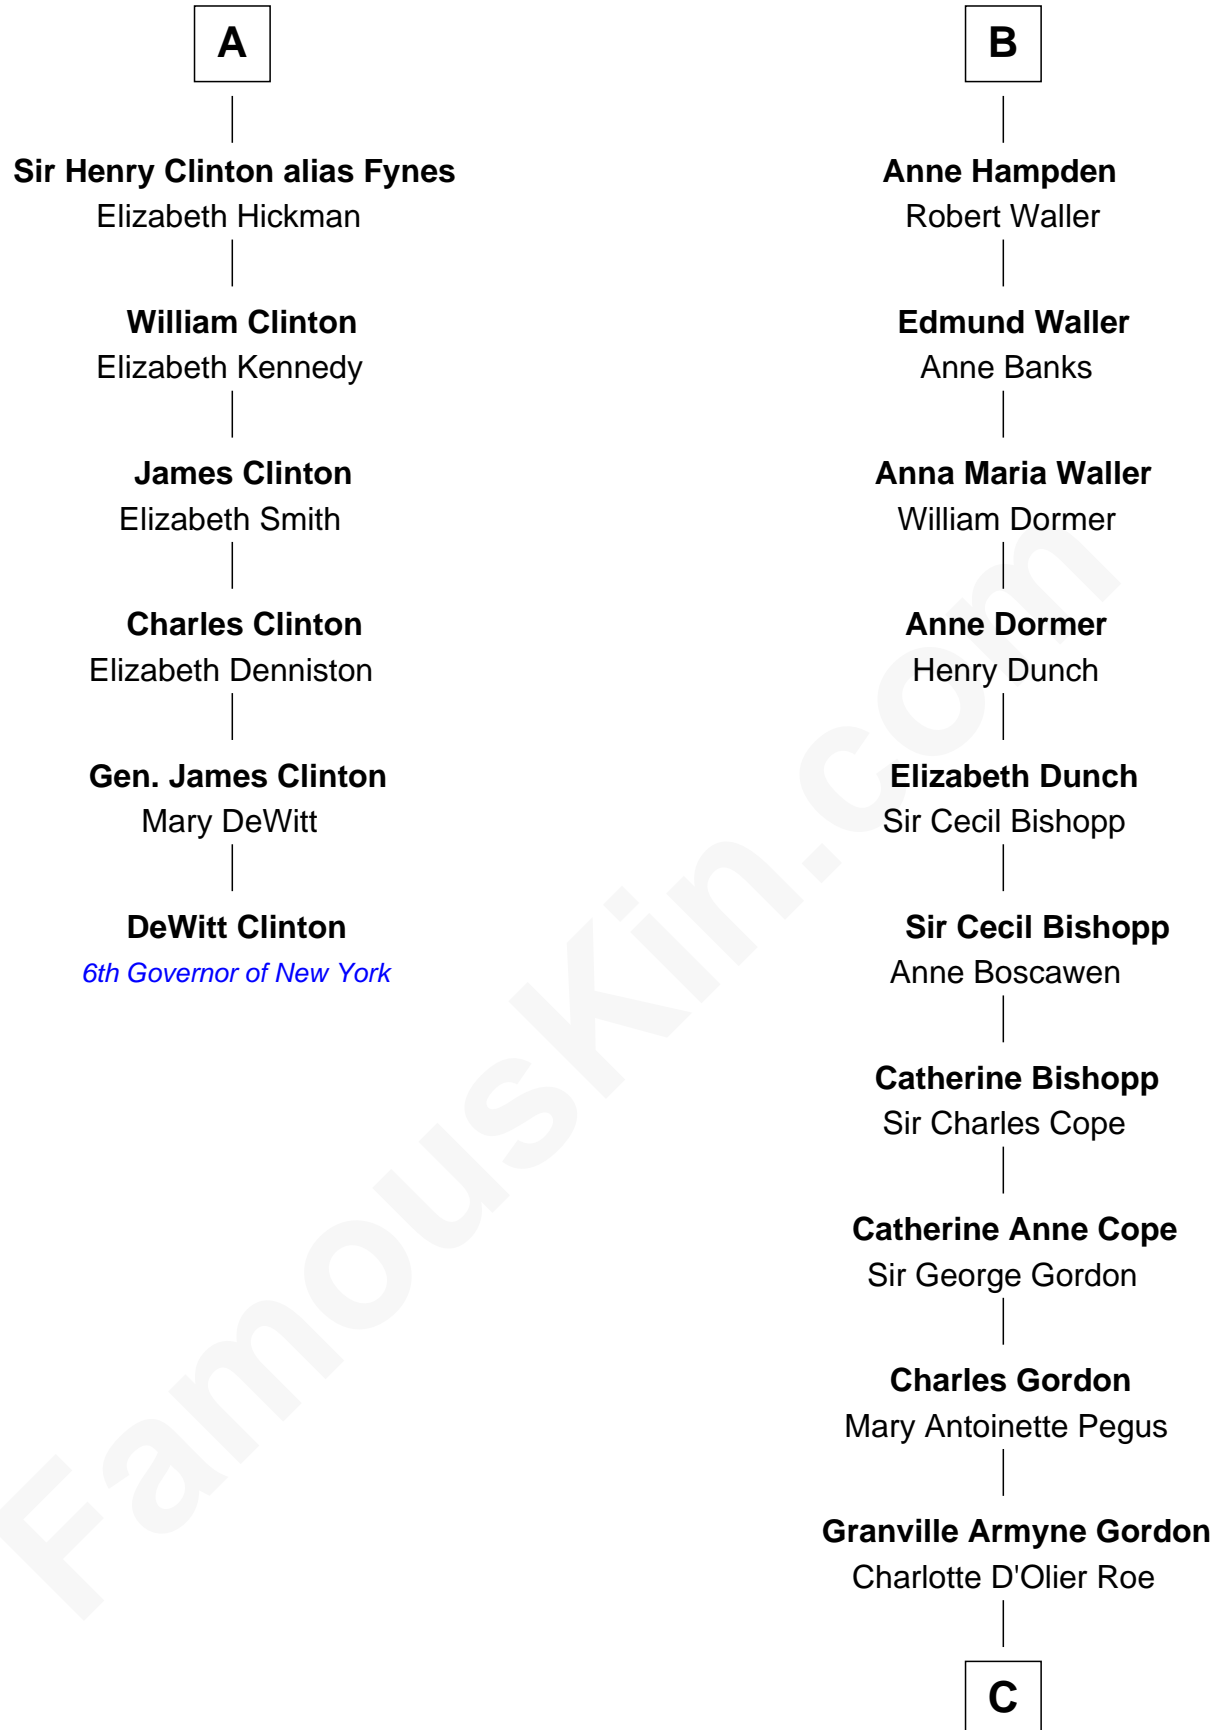 A
Sir Henry Clinton alias Fynes
Elizabeth Hickman
William Clinton
Elizabeth Kennedy
James Clinton
Elizabeth Smith
Charles Clinton
Elizabeth Denniston
Gen. James Clinton
Mary DeWitt
DeWitt Clinton
6th Governor of New York
B
Anne Hampden
Robert Waller
Edmund Waller
Anne Banks
Anna Maria Waller
William Dormer
Anne Dormer
Henry Dunch
Elizabeth Dunch
Sir Cecil Bishopp
Sir Cecil Bishopp
Anne Boscawen
Catherine Bishopp
Sir Charles Cope
Catherine Anne Cope
Sir George Gordon
Charles Gordon
Mary Antoinette Pegus
Granville Armyne Gordon
Charlotte D'Olier Roe
C
FamousKin.com